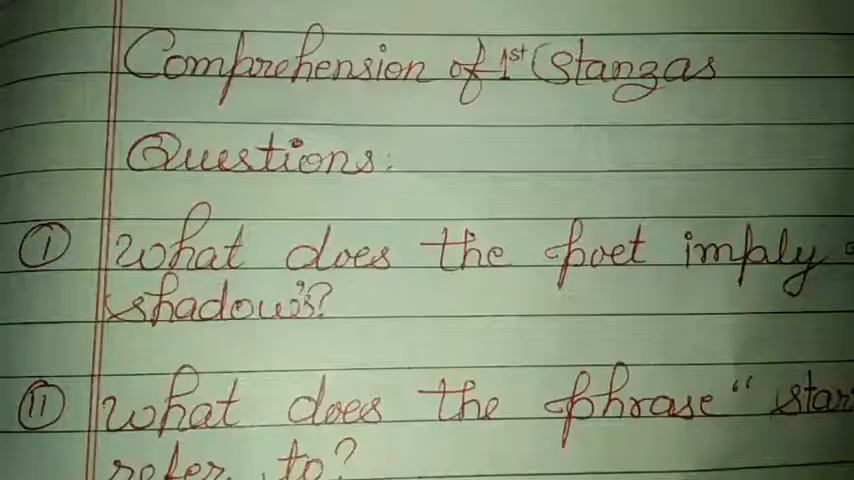 Comprehension of 1st Stanzas
Questions:
I What does the poet imply
shadows?
II What does the phrase "
refer to?